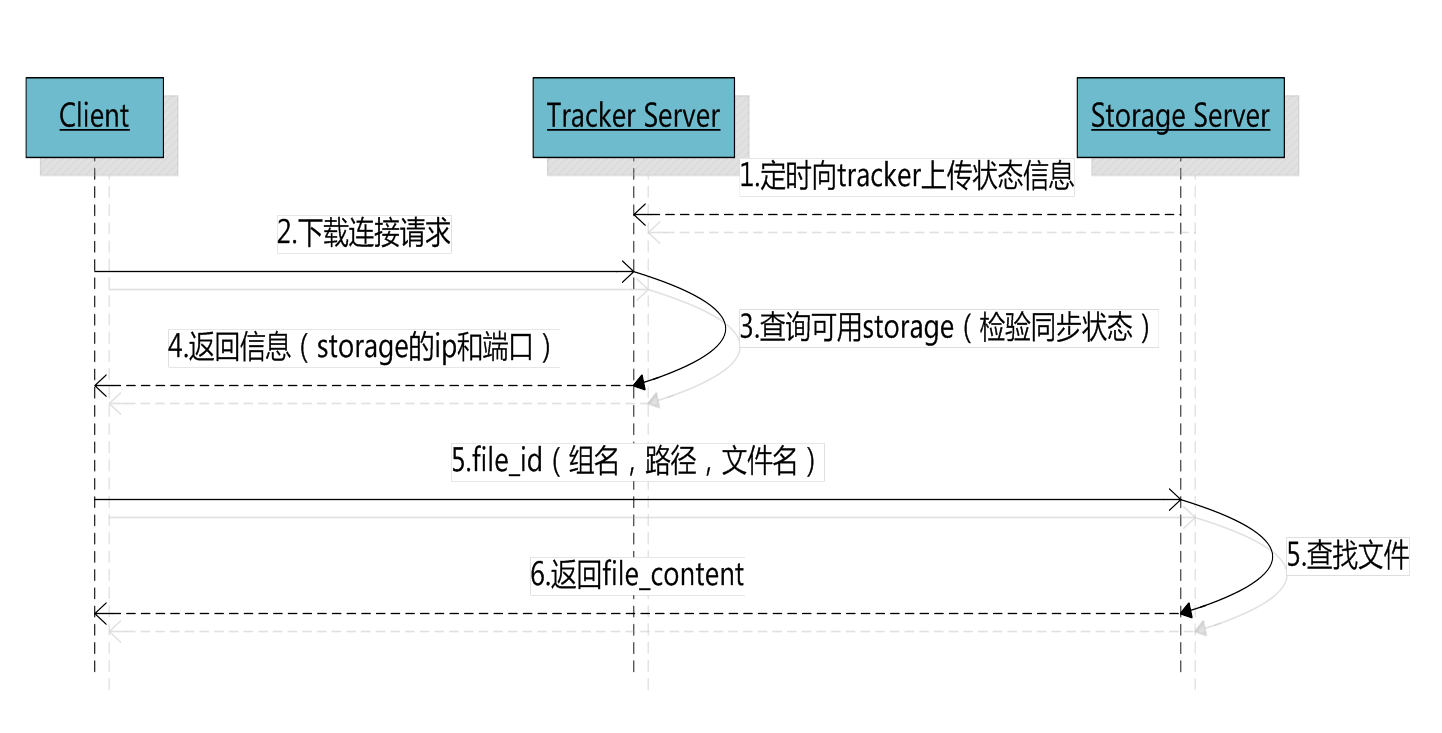 Client
Tracker Server
Storage Server
1.定时向tracker上传状态信息
2.下载连接请求
3.查询可用storage（检验同步状态）
4.返回信息（storage的ip和端口）
5.file_id（组名，路径，文件名）
5.查找文件
6.返回file_content